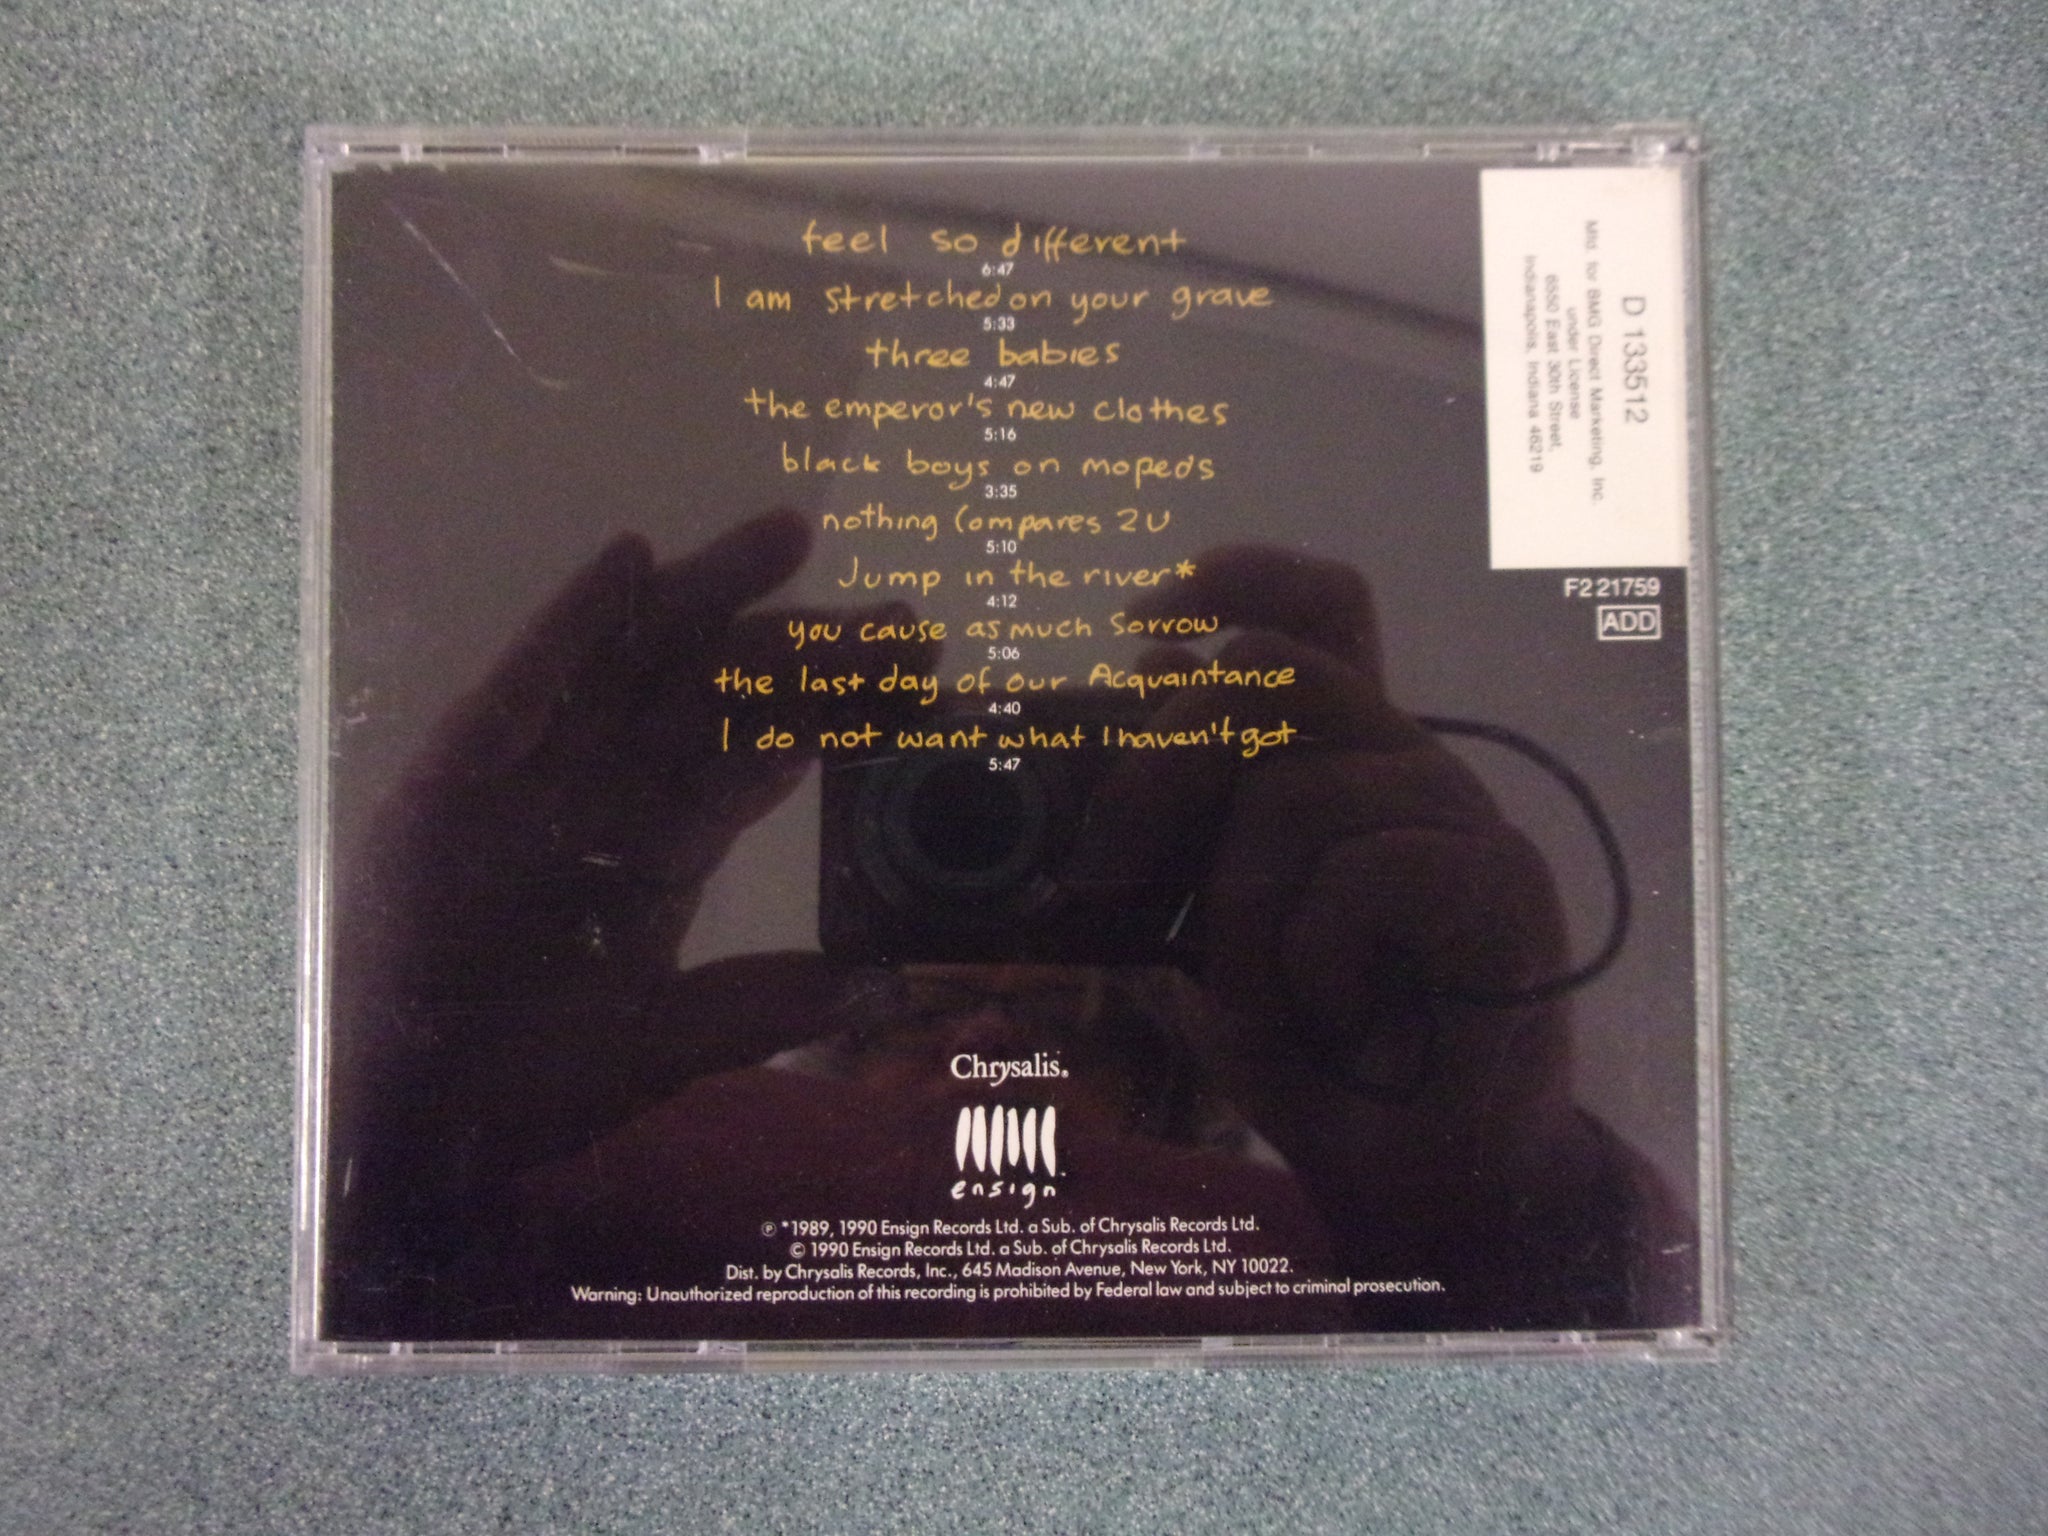 feel so different
6:47
I am stretched on your grave
5:33
three babies
4:47
the emperor's new clothes
5:16
black boys on mopeds
3:35
nothing Compares 2 U
5:10
Jump in the river*
4:12
you cause as much Sorrow
5:06
the last day of our Acquaintance
4:40
I do not want what I haven't got
5:47
D 133512
Mfd. for BMG Direct Marketing, Inc.
under License
6550 East 30th Street,
Indianapolis, Indiana 46219
F2 21759
ADD
Chrysalis®
ensign™
℗ *1989, 1990 Ensign Records Ltd. a Sub. of Chrysalis Records Ltd.
© 1990 Ensign Records Ltd. a Sub. of Chrysalis Records Ltd.
Dist. by Chrysalis Records, Inc., 645 Madison Avenue, New York, NY 10022.
Warning: Unauthorized reproduction of this recording is prohibited by Federal law and subject to criminal prosecution.